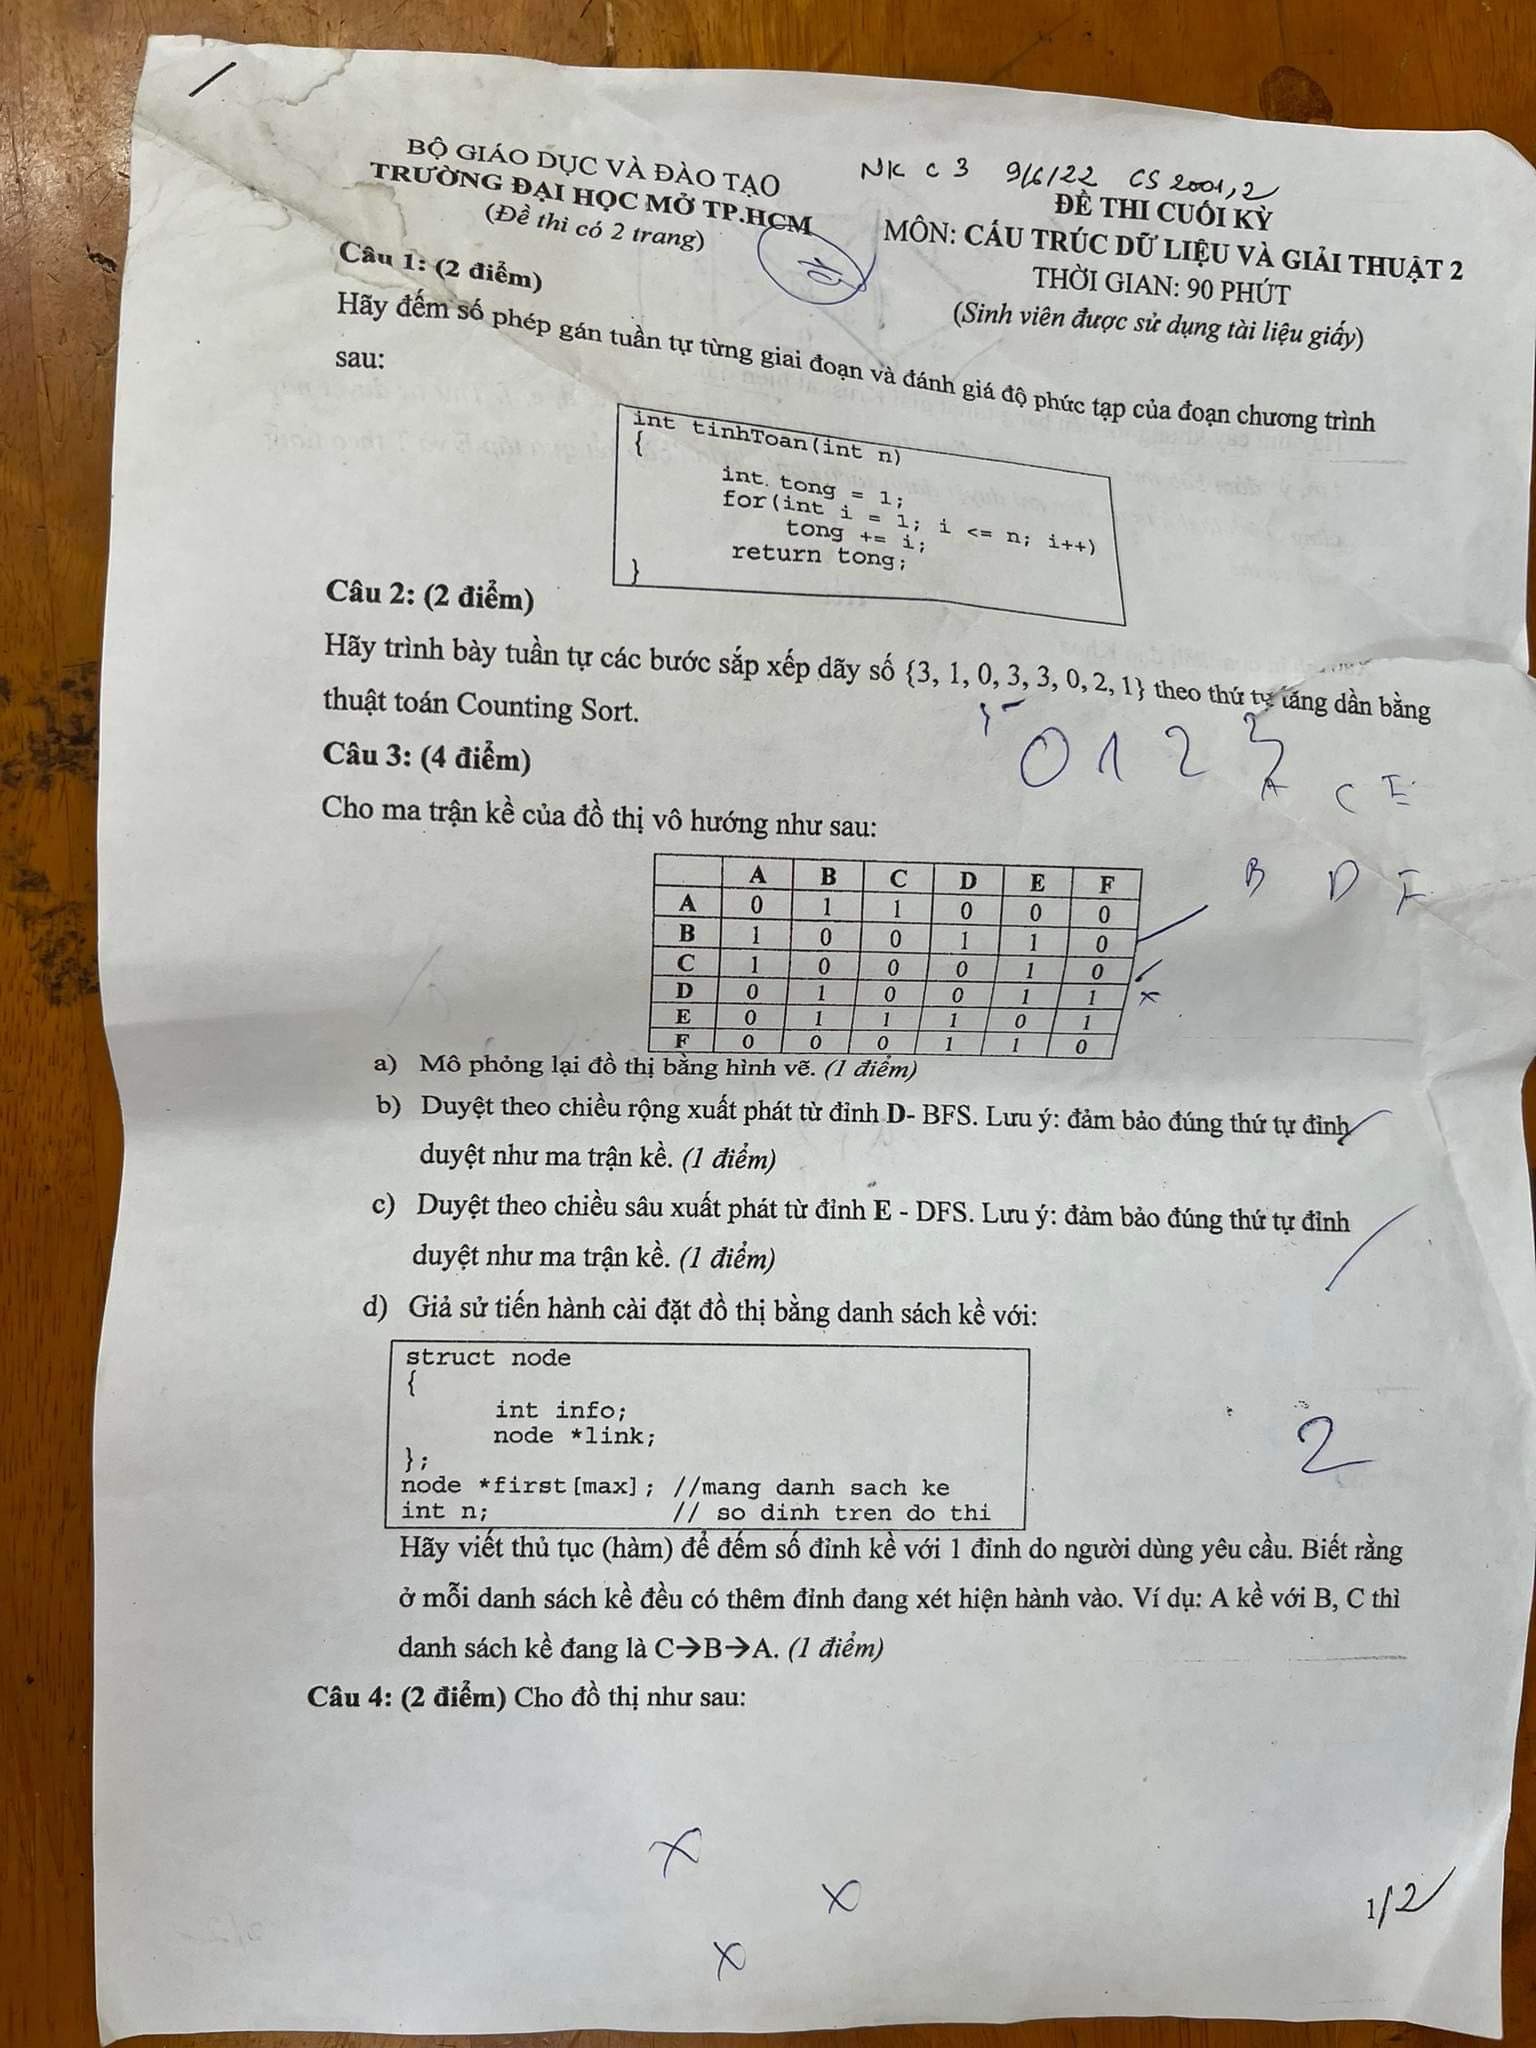 BỘ GIÁO DỤC VÀ ĐÀO TẠO
TRƯỜNG ĐẠI HỌC MỞ TP.HCM
(Đề thi có 2 trang)
NK C 3 9/6/22 CS 2001,2
ĐỀ THI CUỐI KỲ
MÔN: CẤU TRÚC DỮ LIỆU VÀ GIẢI THUẬT 2
THỜI GIAN: 90 PHÚT
(Sinh viên được sử dụng tài liệu giấy)
Câu 1: (2 điểm)
Hãy đếm số phép gán tuần tự từng giai đoạn và đánh giá độ phức tạp của đoạn chương trình
sau:
int tinhToan(int n)
{
int tong = 1;
for(int i = 1; i <= n; i++)
tong += i;
return tong;
}
Câu 2: (2 điểm)
Hãy trình bày tuần tự các bước sắp xếp dãy số {3, 1, 0, 3, 3, 0, 2, 1} theo thứ tự tăng dần bằng
thuật toán Counting Sort.
0 1 2 3
Câu 3: (4 điểm)
A C E
Cho ma trận kề của đồ thị vô hướng như sau:
B D F
A B C D E F
A 0 1 1 0 0 0
B 1 0 0 1 1 0
C 1 0 0 0 1 0
D 0 1 0 0 1 1
E 0 1 1 1 0 1
F 0 0 0 1 1 0
a) Mô phỏng lại đồ thị bằng hình vẽ. (1 điểm)
b) Duyệt theo chiều rộng xuất phát từ đỉnh D- BFS. Lưu ý: đảm bảo đúng thứ tự đỉnh
duyệt như ma trận kề. (1 điểm)
c) Duyệt theo chiều sâu xuất phát từ đỉnh E - DFS. Lưu ý: đảm bảo đúng thứ tự đỉnh
duyệt như ma trận kề. (1 điểm)
d) Giả sử tiến hành cài đặt đồ thị bằng danh sách kề với:
struct node
{
int info;
node *link;
};
node *first[max]; //mang danh sach ke
int n; // so dinh tren do thi
2
Hãy viết thủ tục (hàm) để đếm số đỉnh kề với 1 đỉnh do người dùng yêu cầu. Biết rằng
ở mỗi danh sách kề đều có thêm đỉnh đang xét hiện hành vào. Ví dụ: A kề với B, C thì
danh sách kề đang là C→B→A. (1 điểm)
Câu 4: (2 điểm) Cho đồ thị như sau:
x
x
x
1/2